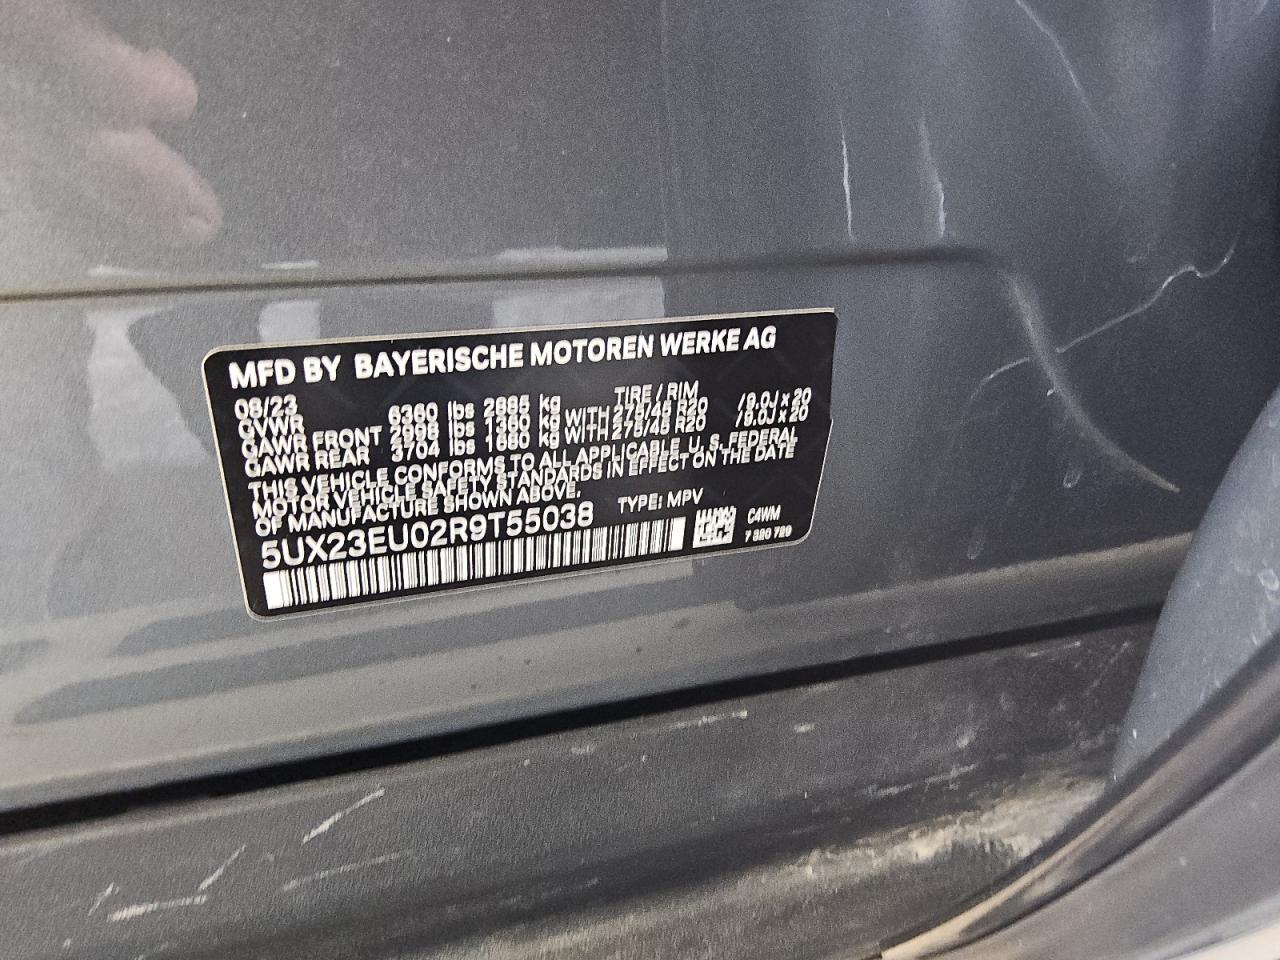 MFD BY BAYERISCHE MOTOREN WERKE AG
08/23 TIRE / RIM
GVWR 6360 lbs 2885 kg
GAWR FRONT 2998 lbs 1360 kg WITH 275/45 R20 /9.0J x 20
GAWR REAR 3704 lbs 1680 kg WITH 275/45 R20 /9.0J x 20
THIS VEHICLE CONFORMS TO ALL APPLICABLE U. S. FEDERAL
MOTOR VEHICLE SAFETY STANDARDS IN EFFECT ON THE DATE
OF MANUFACTURE SHOWN ABOVE.
5UX23EU02R9T55038 TYPE: MPV
C4WM
7 320 729